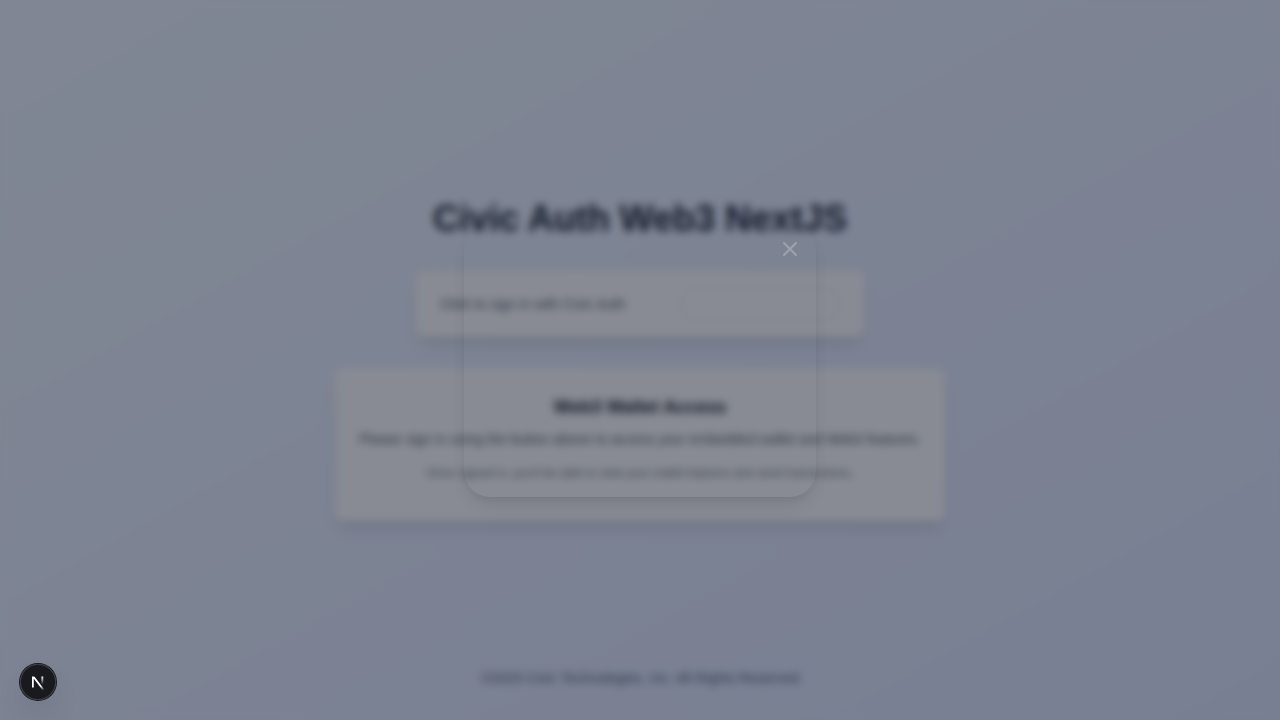 Civic Auth Web3 NextJS
Click to sign in with Civic Auth
Web3 Wallet Access
Please sign in using the button above to access your embedded wallet and Web3 features.
Once signed in, you'll be able to view your wallet balance and send transactions.
©2025 Civic Technologies, Inc. All Rights Reserved
N